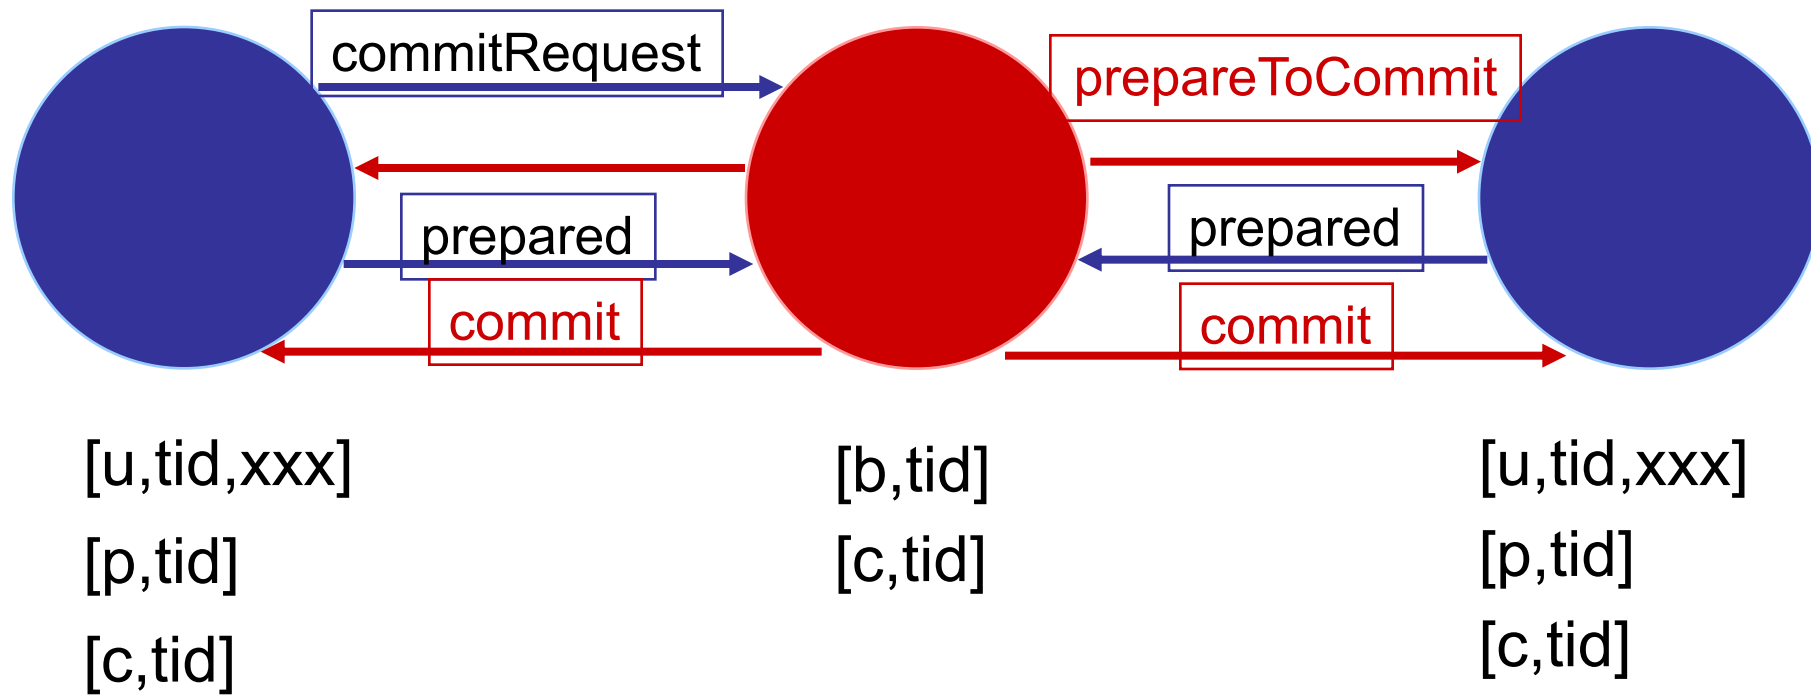 commitRequest
prepareToCommit
prepared
prepared
commit
commit
[u,tid,xxx]
[b,tid]
[u,tid,xxx]
[p,tid]
[c,tid]
[p,tid]
[c,tid]
[c,tid]